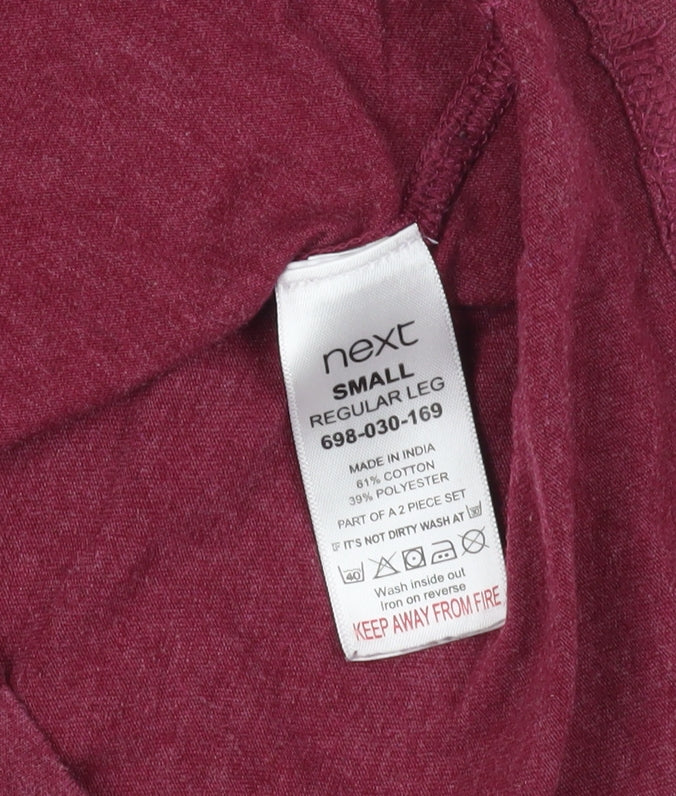 next
SMALL
REGULAR LEG
698-030-169
MADE IN INDIA
61% COTTON
39% POLYESTER
PART OF A 2 PIECE SET
IF IT'S NOT DIRTY WASH AT 30
40
Wash inside out
Iron on reverse
KEEP AWAY FROM FIRE